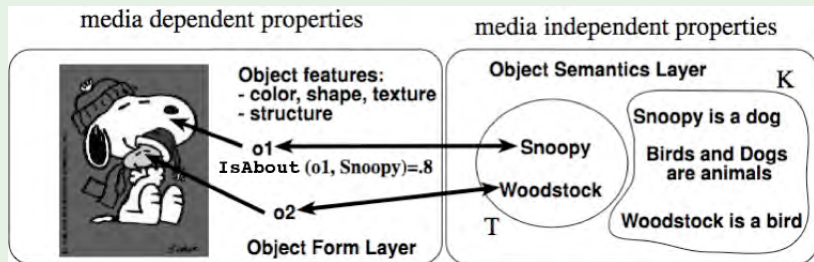 media dependent properties
media independent properties
Object features:
- color, shape, texture
- structure
o1
IsAbout (o1, Snoopy)=.8
o2
Object Form Layer
Object Semantics Layer
K
Snoopy
Woodstock
T
Snoopy is a dog
Birds and Dogs
are animals
Woodstock is a bird